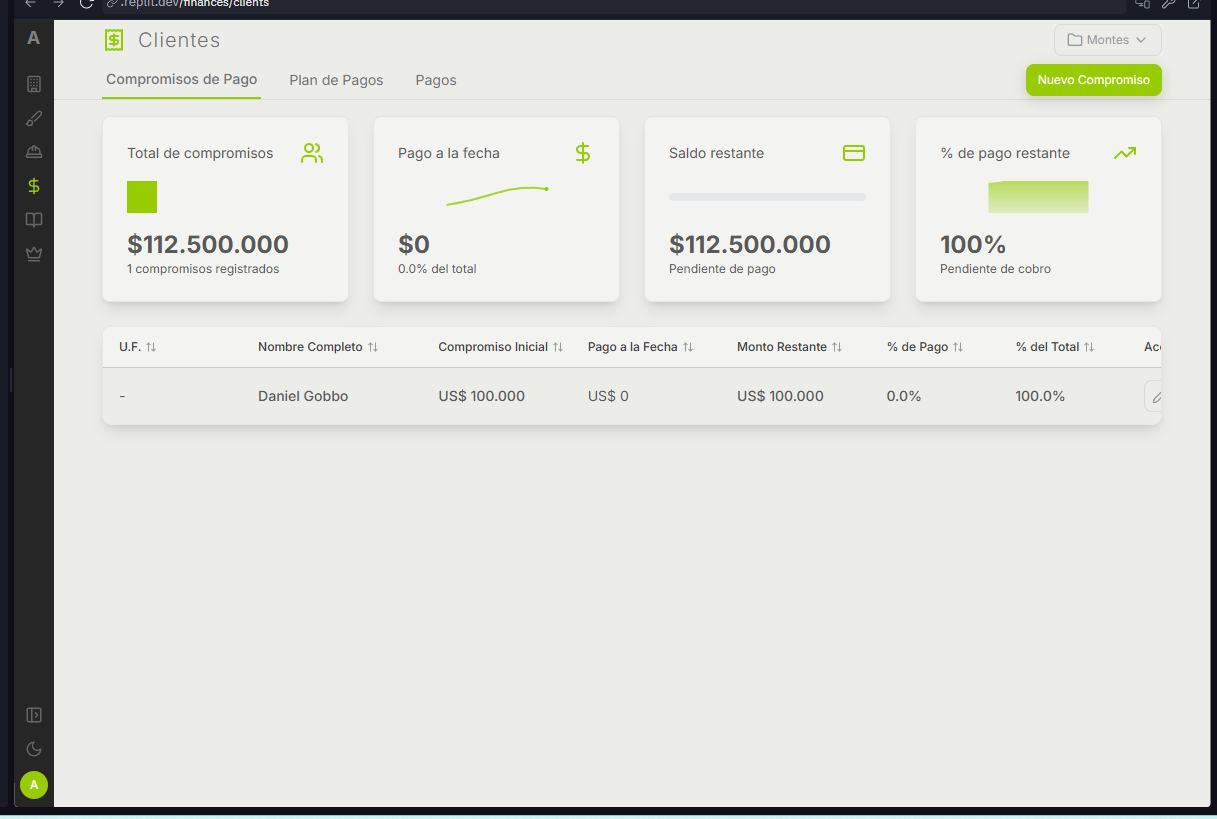 .replit.dev/finances/clients
A
Clientes
Montes
Compromisos de Pago
Plan de Pagos
Pagos
Nuevo Compromiso
Total de compromisos
$112.500.000
1 compromisos registrados
Pago a la fecha
$0
0.0% del total
Saldo restante
$112.500.000
Pendiente de pago
% de pago restante
100%
Pendiente de cobro
U.F. Nombre Completo Compromiso Inicial Pago a la Fecha Monto Restante % de Pago % del Total
- Daniel Gobbo US$ 100.000 US$ 0 US$ 100.000 0.0% 100.0%
A